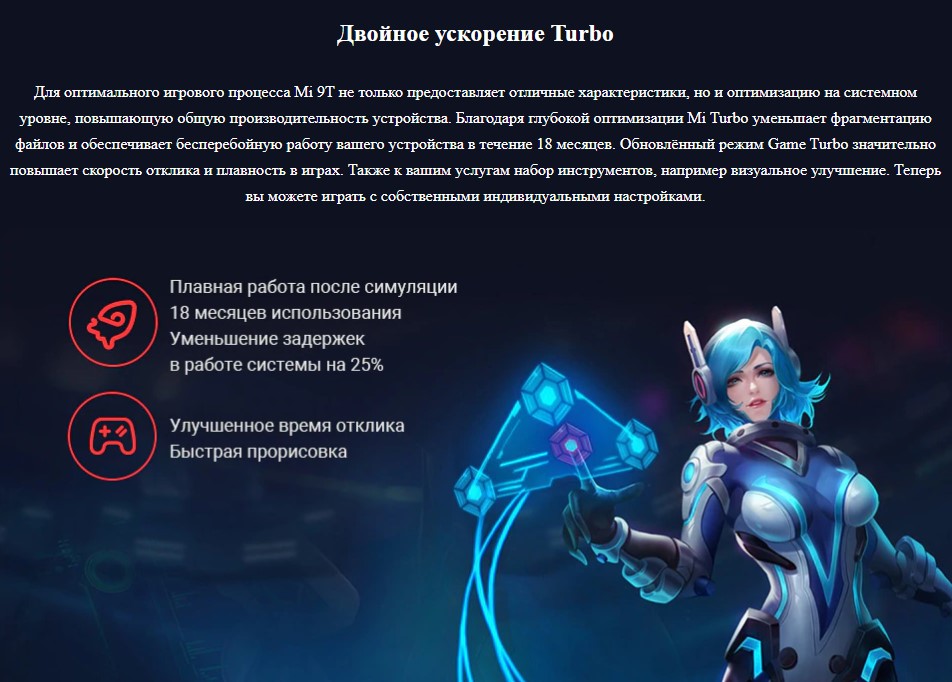 Двойное ускорение Turbo
Для оптимального игрового процесса Mi 9T не только предоставляет отличные характеристики, но и оптимизацию на системном
уровне, повышающую общую производительность устройства. Благодаря глубокой оптимизации Mi Turbo уменьшает фрагментацию
файлов и обеспечивает бесперебойную работу вашего устройства в течение 18 месяцев. Обновлённый режим Game Turbo значительно
повышает скорость отклика и плавность в играх. Также к вашим услугам набор инструментов, например визуальное улучшение. Теперь
вы можете играть с собственными индивидуальными настройками.
Плавная работа после симуляции
18 месяцев использования
Уменьшение задержек
в работе системы на 25%
Улучшенное время отклика
Быстрая прорисовка